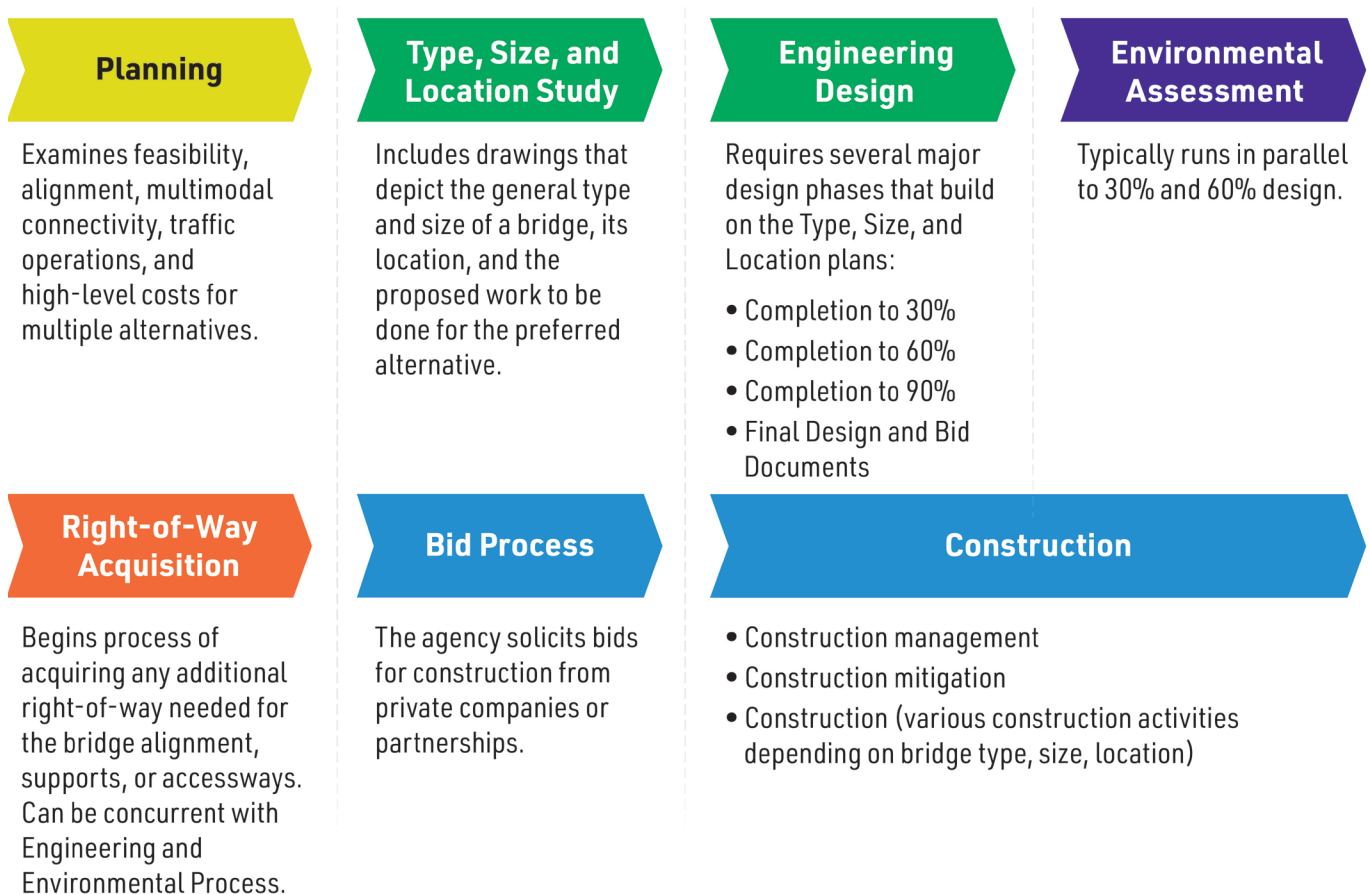 Planning
Examines feasibility,
alignment, multimodal
connectivity, traffic
operations, and
high-level costs for
multiple alternatives.
Type, Size, and
Location Study
Includes drawings that
depict the general type
and size of a bridge, its
location, and the
proposed work to be
done for the preferred
alternative.
Engineering
Design
Requires several major
design phases that build
on the Type, Size, and
Location plans:
• Completion to 30%
• Completion to 60%
• Completion to 90%
• Final Design and Bid
Documents
Environmental
Assessment
Typically runs in parallel
to 30% and 60% design.
Right-of-Way
Acquisition
Begins process of
acquiring any additional
right-of-way needed for
the bridge alignment,
supports, or accessways.
Can be concurrent with
Engineering and
Environmental Process.
Bid Process
The agency solicits bids
for construction from
private companies or
partnerships.
Construction
• Construction management
• Construction mitigation
• Construction (various construction activities
depending on bridge type, size, location)